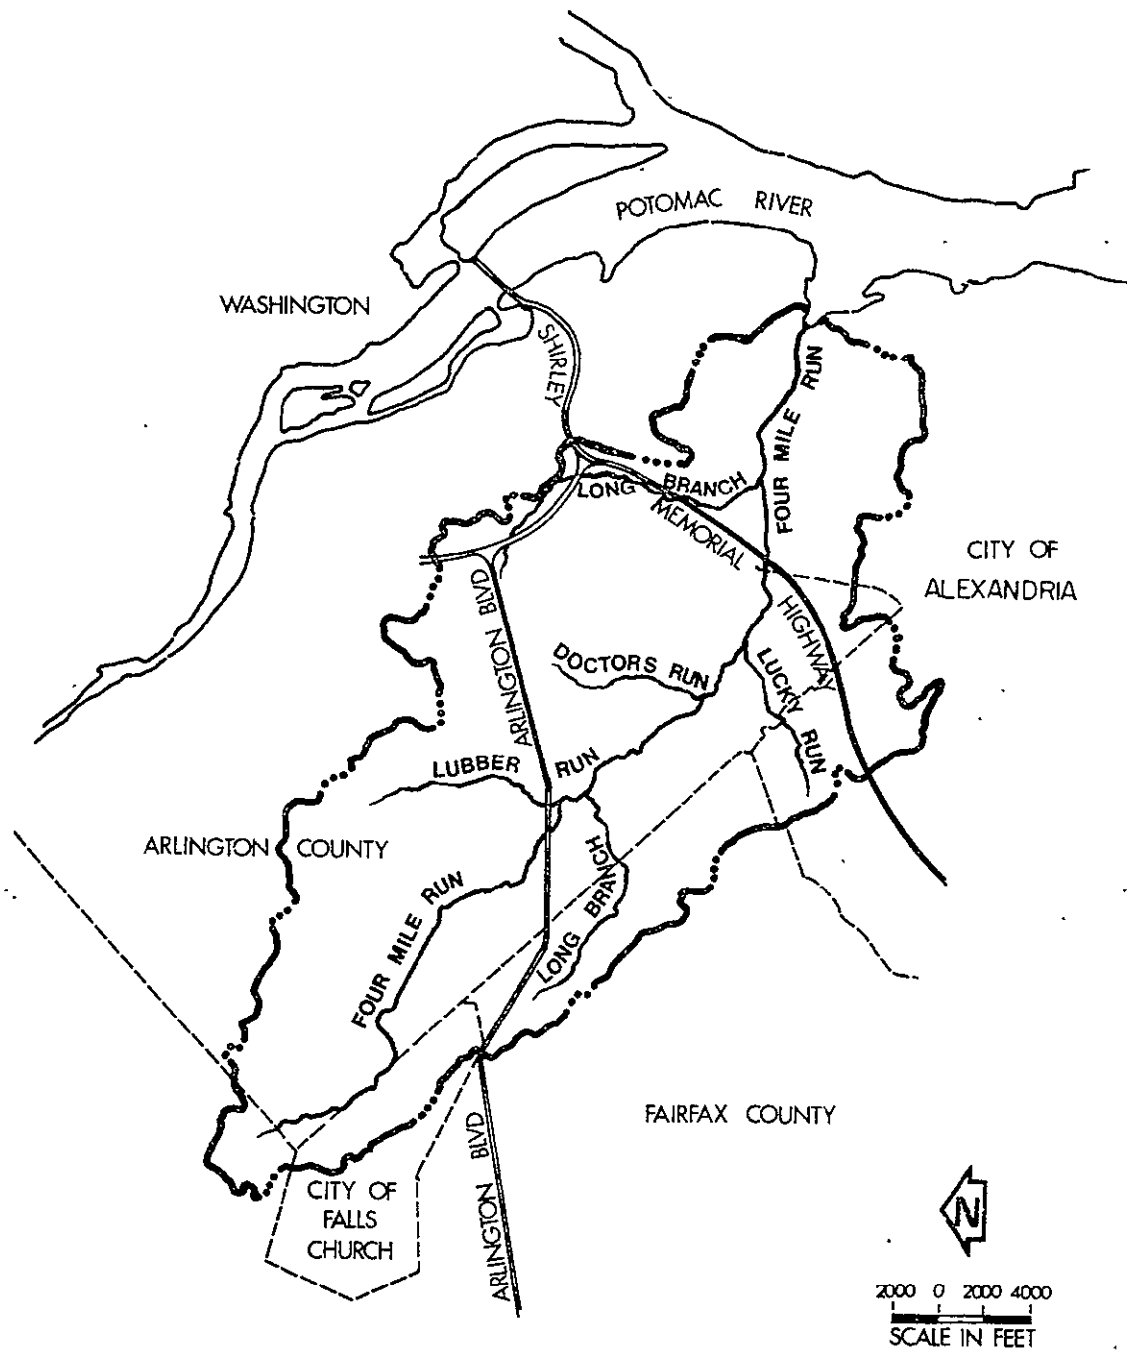 POTOMAC RIVER
WASHINGTON
SHIRLEY
FOUR MILE RUN
LONG BRANCH
MEMORIAL
HIGHWAY
CITY OF
ALEXANDRIA
ARLINGTON BLVD
DOCTORS RUN
LUCKY RUN
LUBBER RUN
ARLINGTON COUNTY
LONG BRANCH
FOUR MILE RUN
FAIRFAX COUNTY
CITY OF
FALLS
CHURCH
ARLINGTON BLVD
N
2000 0 2000 4000
SCALE IN FEET